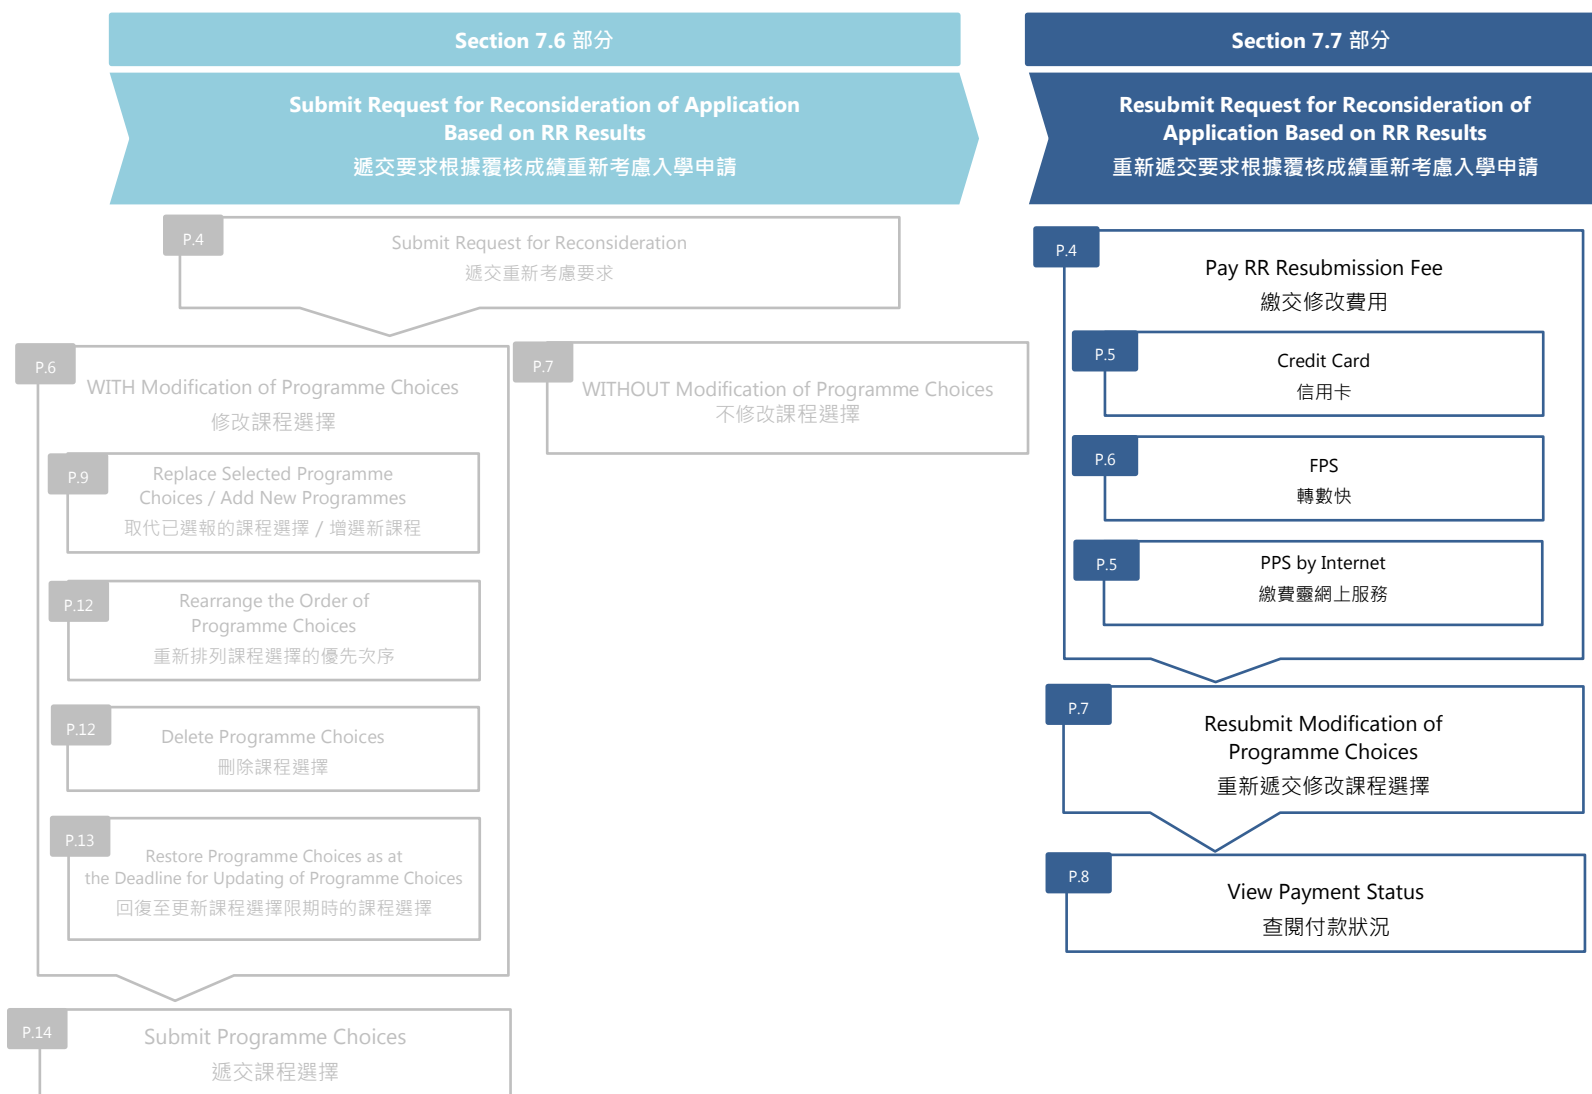 Section 7.6 部分
Submit Request for Reconsideration of Application
Based on RR Results
遞交要求根據覆核成績重新考慮入學申請
P.4
Submit Request for Reconsideration
遞交重新考慮要求
P.6
WITH Modification of Programme Choices
修改課程選擇
P.9
Replace Selected Programme
Choices / Add New Programmes
取代已選報的課程選擇 / 增選新課程
P.12
Rearrange the Order of
Programme Choices
重新排列課程選擇的優先次序
P.12
Delete Programme Choices
刪除課程選擇
P.13
Restore Programme Choices as at
the Deadline for Updating of Programme Choices
回復至更新課程選擇限期時的課程選擇
P.7
WITHOUT Modification of Programme Choices
不修改課程選擇
P.14
Submit Programme Choices
遞交課程選擇
Section 7.7 部分
Resubmit Request for Reconsideration of
Application Based on RR Results
重新遞交要求根據覆核成績重新考慮入學申請
P.4
Pay RR Resubmission Fee
繳交修改費用
P.5
Credit Card
信用卡
P.6
FPS
轉數快
P.5
PPS by Internet
繳費靈網上服務
P.7
Resubmit Modification of
Programme Choices
重新遞交修改課程選擇
P.8
View Payment Status
查閱付款狀況